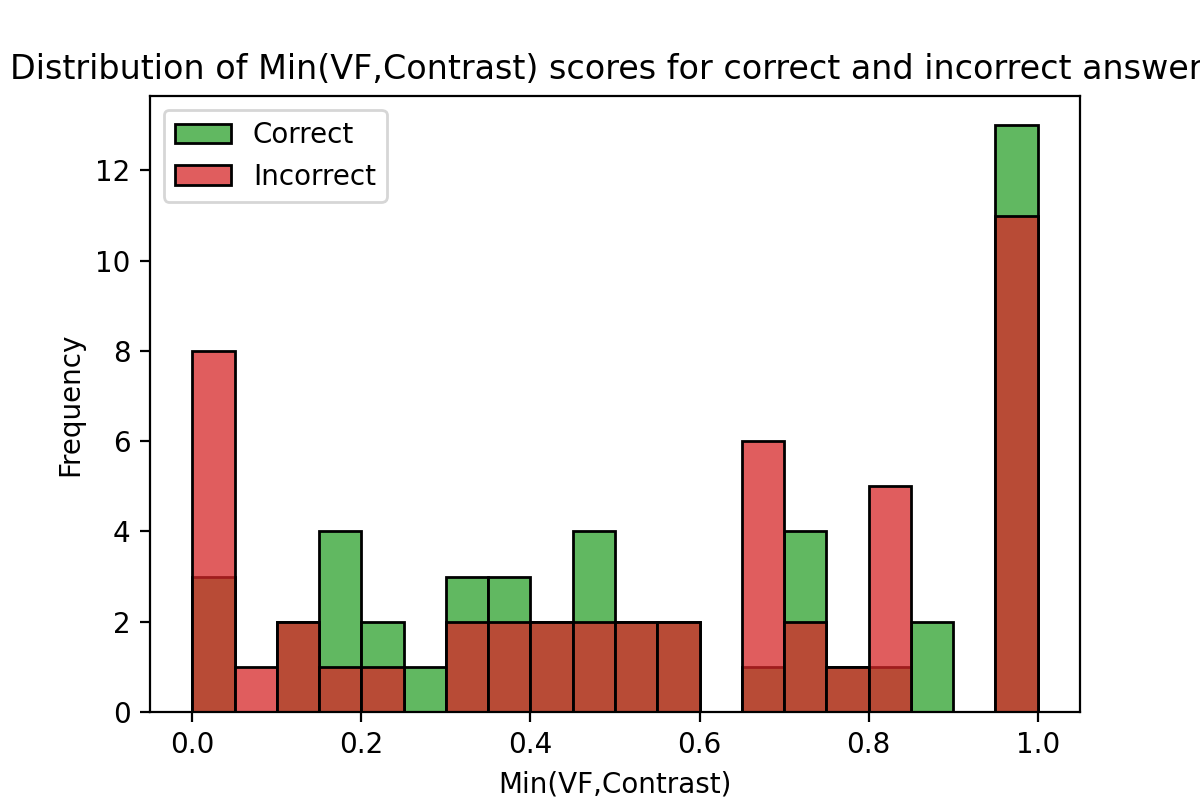 Distribution of Min(VF,Contrast) scores for correct and incorrect answer
Correct
Incorrect
12
10
8
6
4
2
0
Frequency
0.0 0.2 0.4 0.6 0.8 1.0
Min(VF,Contrast)